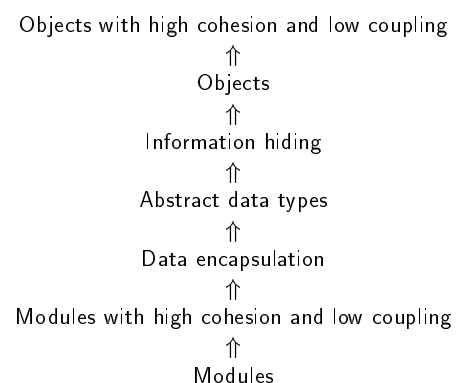 Objects with high cohesion and low coupling
⇑
Objects
⇑
Information hiding
⇑
Abstract data types
⇑
Data encapsulation
⇑
Modules with high cohesion and low coupling
⇑
Modules